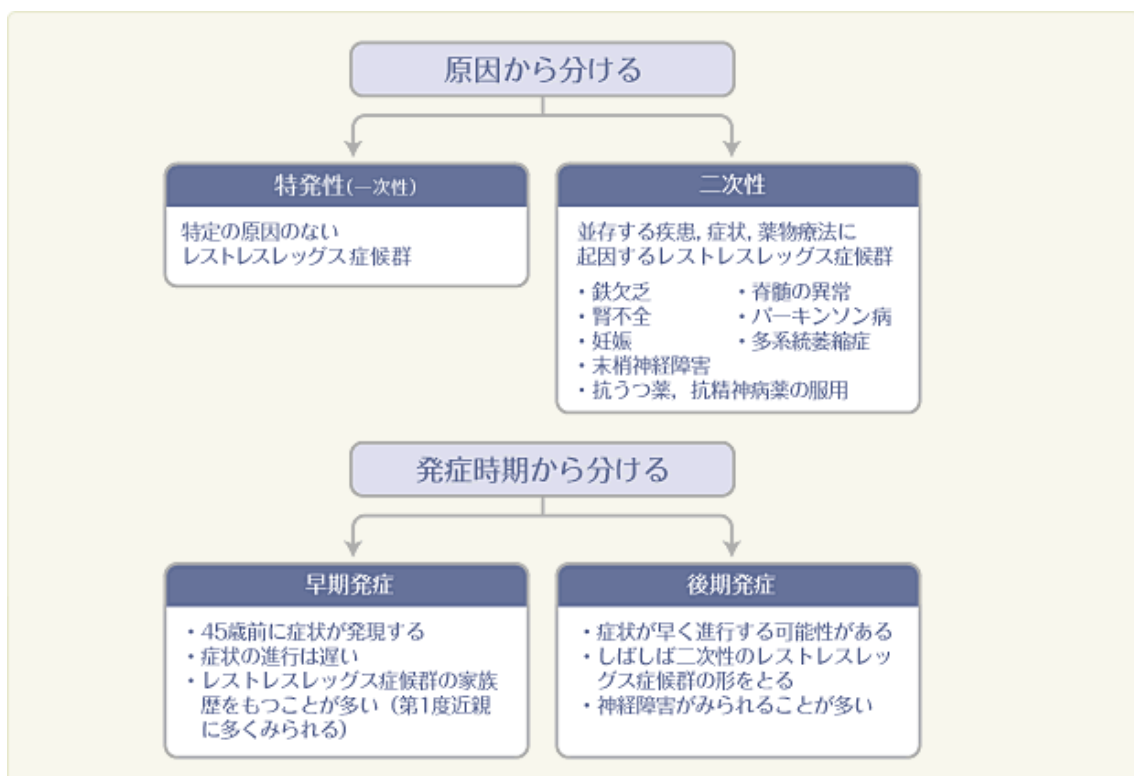 原因から分ける
特発性(一次性)
特定の原因のない
レストレスレッグス症候群
二次性
並存する疾患, 症状, 薬物療法に
起因するレストレスレッグス症候群
・鉄欠乏
・腎不全
・妊娠
・末梢神経障害
・抗うつ薬, 抗精神病薬の服用
・脊髄の異常
・パーキンソン病
・多系統萎縮症
発症時期から分ける
早期発症
・45歳前に症状が発現する
・症状の進行は遅い
・レストレスレッグス症候群の家族
歴をもつことが多い（第1度近親
に多くみられる）
後期発症
・症状が早く進行する可能性がある
・しばしば二次性のレストレスレッ
グス症候群の形をとる
・神経障害がみられることが多い